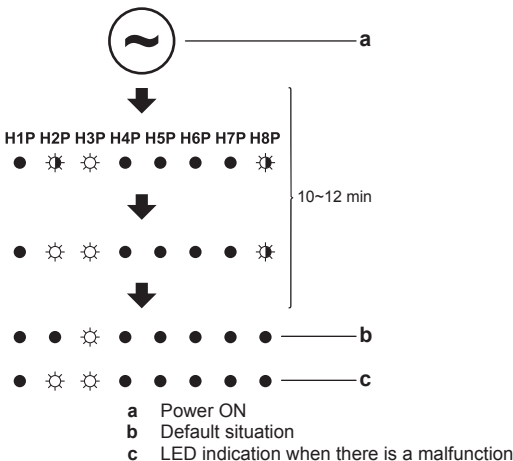 a
H1P H2P H3P H4P H5P H6P H7P H8P
10~12 min
b
c
a Power ON
b Default situation
c LED indication when there is a malfunction